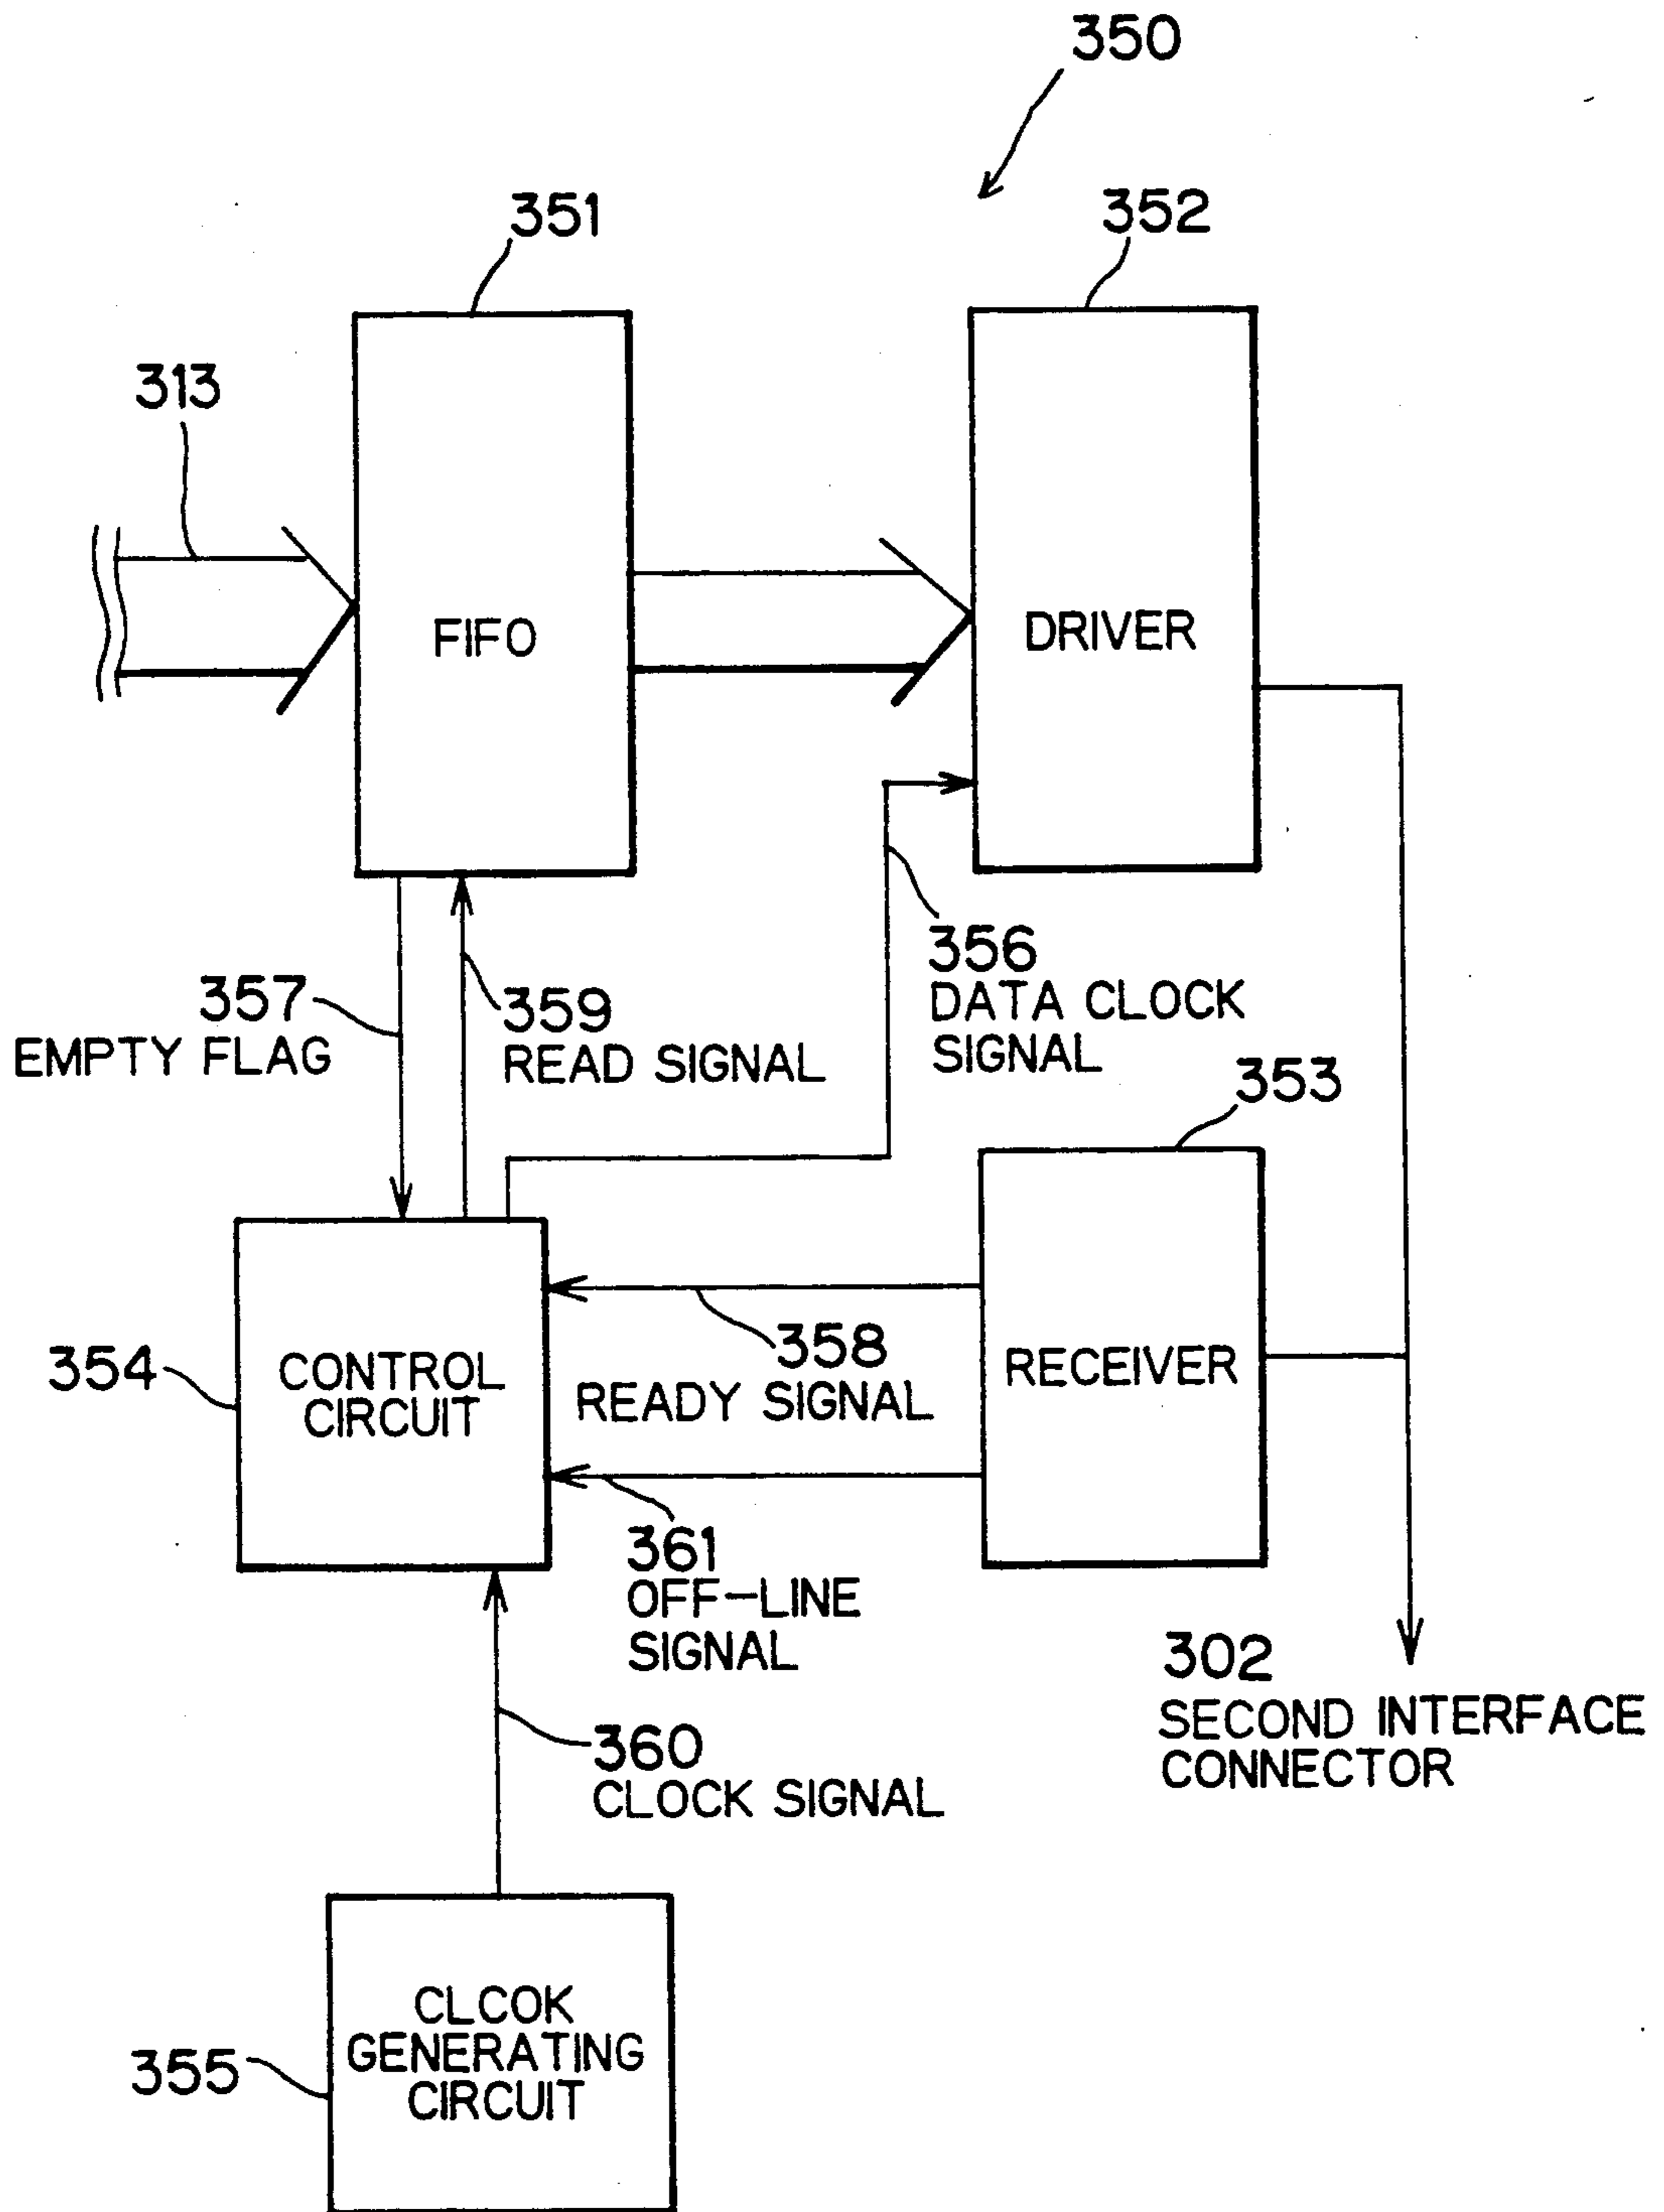 350
351
352
313
FIFO
DRIVER
356
DATA CLOCK
SIGNAL
357
EMPTY FLAG
359
READ SIGNAL
353
354
CONTROL
CIRCUIT
358
READY SIGNAL
RECEIVER
361
OFF-LINE
SIGNAL
302
SECOND INTERFACE
CONNECTOR
360
CLOCK SIGNAL
355
CLCOK
GENERATING
CIRCUIT